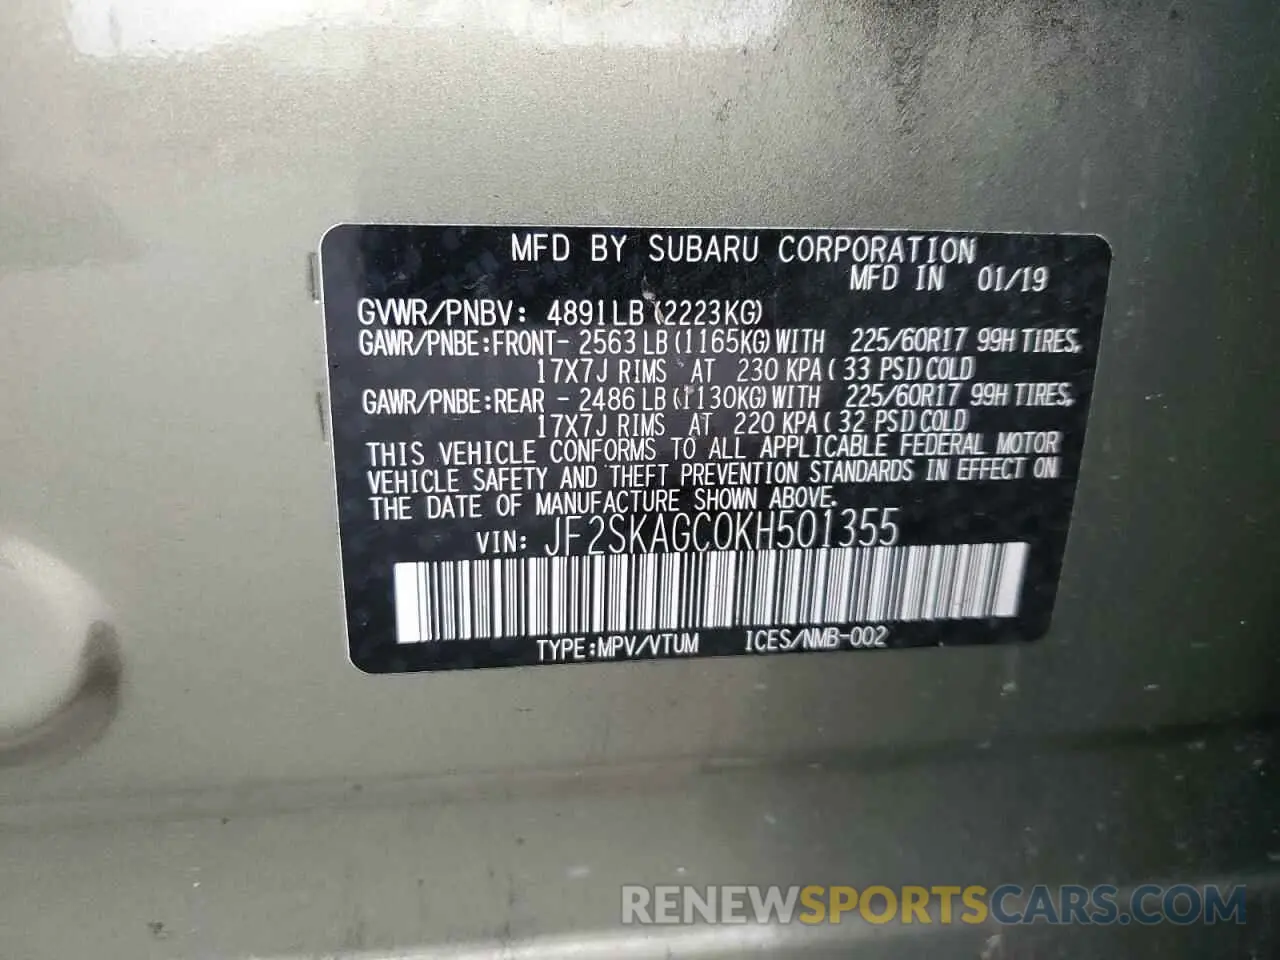 MFD BY SUBARU CORPORATION
MFD IN 01/19
GVWR/PNBV: 4891LB(2223KG)
GAWR/PNBE:FRONT- 2563LB(1165KG)WITH 225/60R17 99H TIRES,
17X7J RIMS AT 230 KPA(33 PSI)COLD
GAWR/PNBE:REAR - 2486LB(1130KG)WITH 225/60R17 99H TIRES,
17X7J RIMS AT 220 KPA(32 PSI)COLD
THIS VEHICLE CONFORMS TO ALL APPLICABLE FEDERAL MOTOR
VEHICLE SAFETY AND THEFT PREVENTION STANDARDS IN EFFECT ON
THE DATE OF MANUFACTURE SHOWN ABOVE.
VIN: JF2SKAGC0KH501355
TYPE:MPV/VTUM ICES/NMB-002
RENEWSPORTSCARS.COM